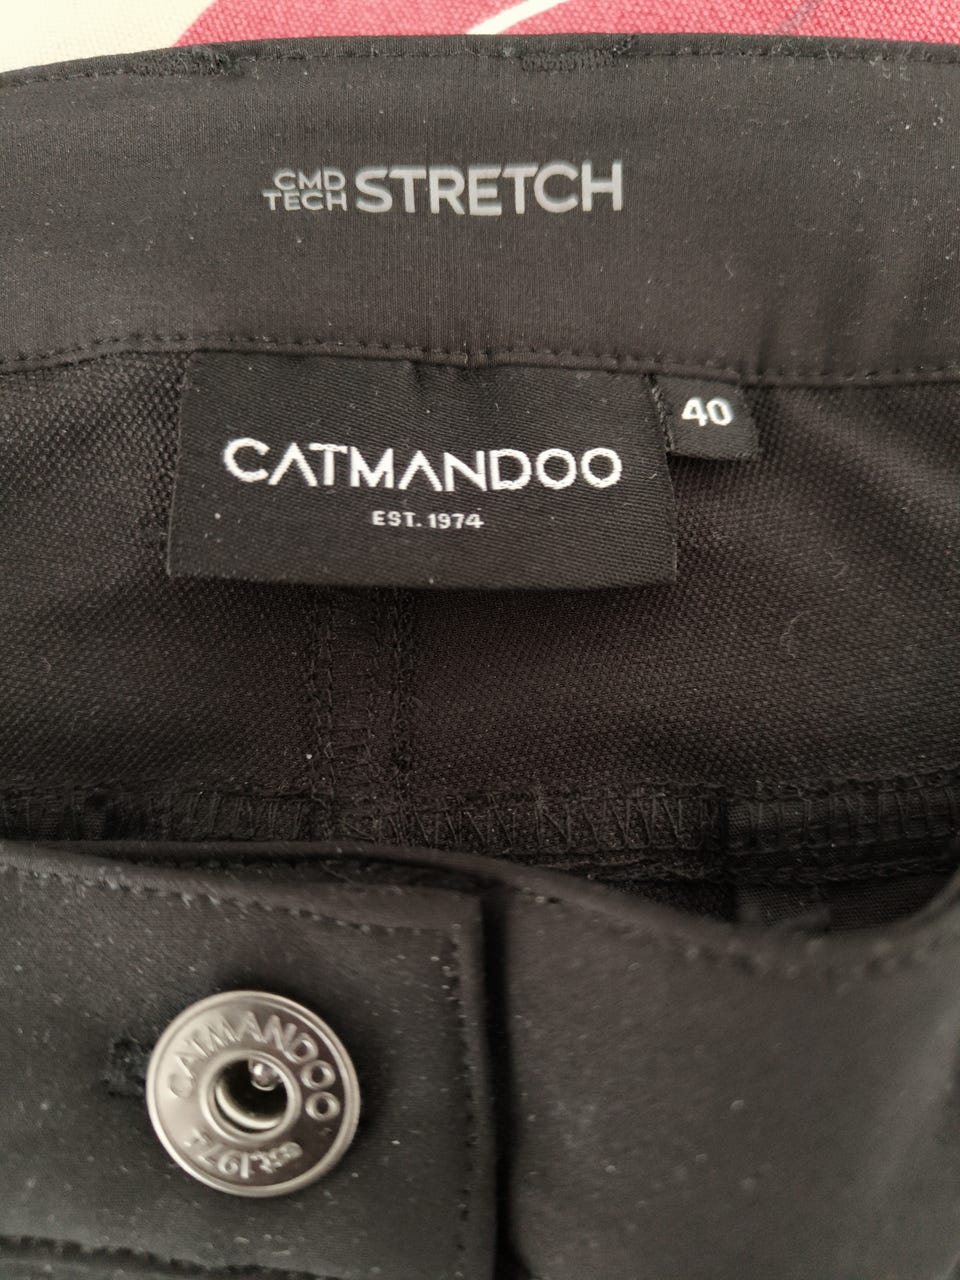 CMD
TECH STRETCH
CATMANDOO
EST. 1974
40
CATMANDOO
EST.1974